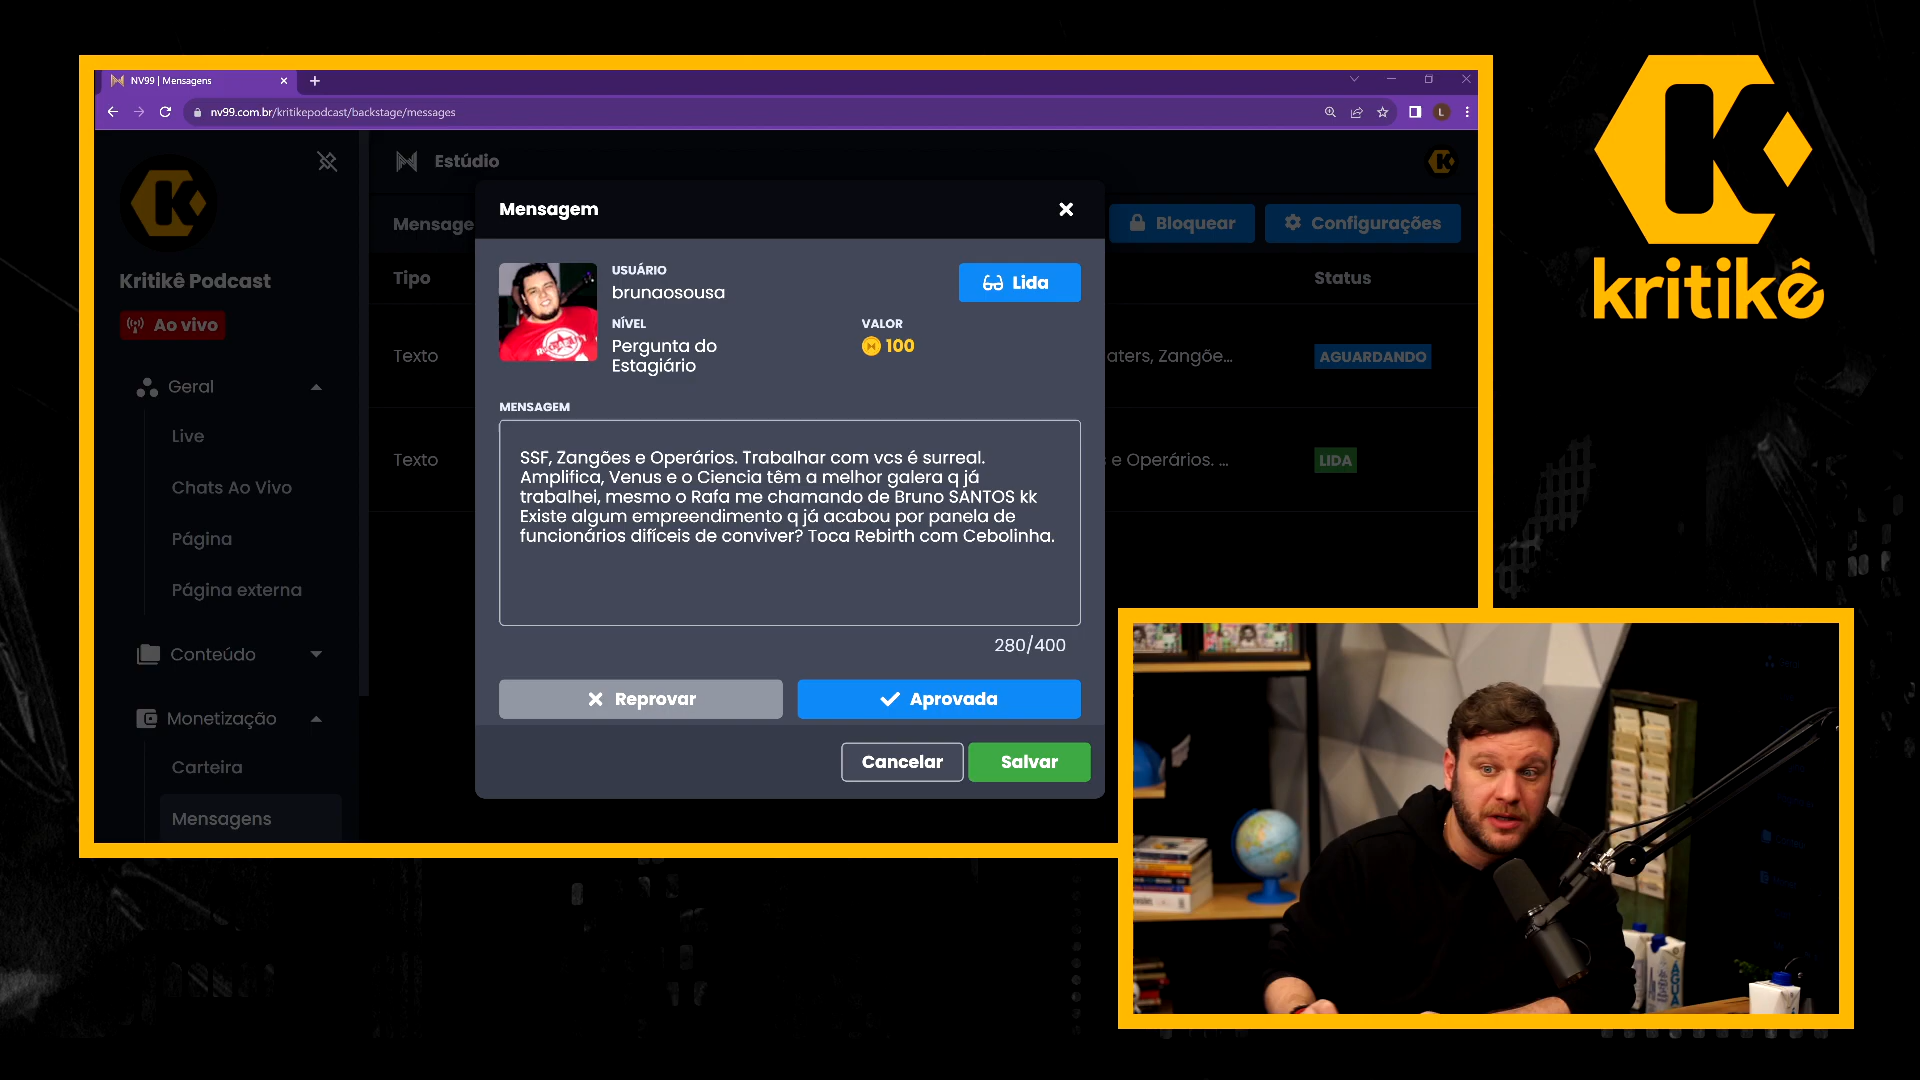 NV99 | Mensagens
nv99.com.br/kritikepodcast/backstage/messages
L
Estúdio
Kritikê Podcast
Ao vivo
Geral
Live
Chats Ao Vivo
Página
Página externa
Conteúdo
Monetização
Carteira
Mensagens
Mensage
Bloquear
Configurações
Tipo
Status
Texto
aters, Zangõe...
AGUARDANDO
Texto
e Operários. ...
LIDA
Mensagem
USUÁRIO
brunaosousa
Lida
NÍVEL
Pergunta do
Estagiário
VALOR
100
MENSAGEM
SSF, Zangões e Operários. Trabalhar com vcs é surreal.
Amplifica, Venus e o Ciencia têm a melhor galera q já
trabalhei, mesmo o Rafa me chamando de Bruno SANTOS kk
Existe algum empreendimento q já acabou por panela de
funcionários difíceis de conviver? Toca Rebirth com Cebolinha.
280/400
Reprovar
Aprovada
Cancelar
Salvar
K
kritikê